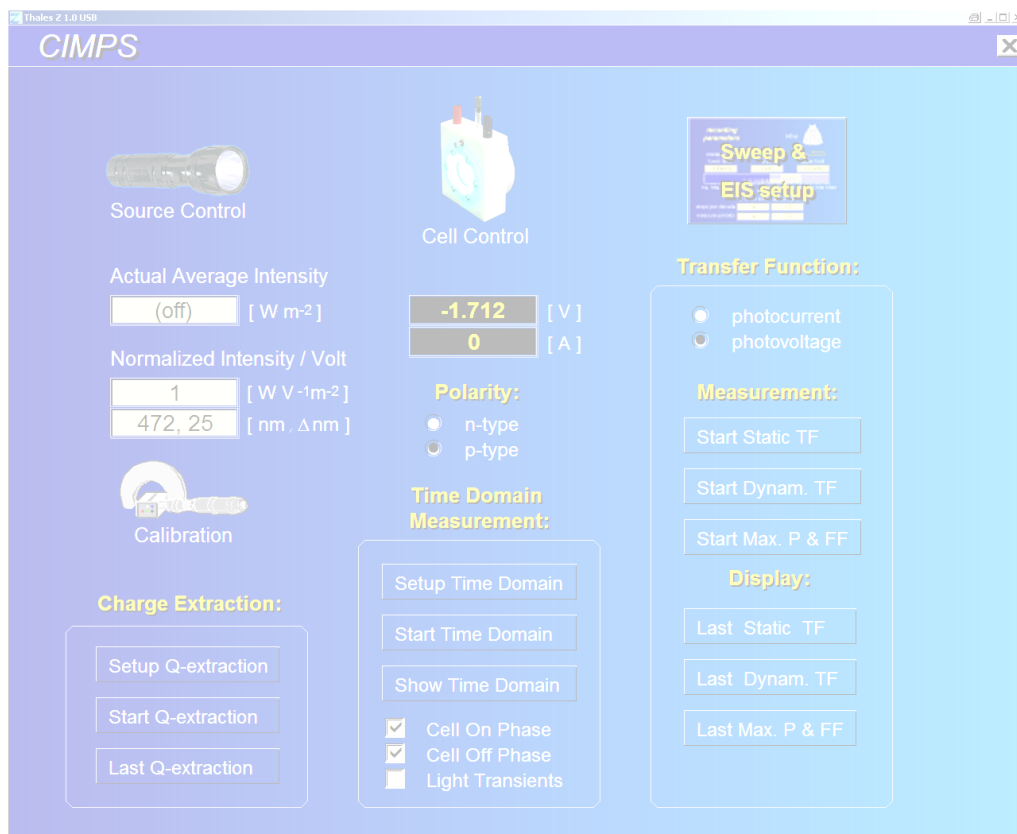 Thales Z 1.0 USB
CIMPS
Source Control
Actual Average Intensity
(off) [ W m-2 ]
Normalized Intensity / Volt
1 [ W V -1m-2 ]
472, 25 [ nm , Δ nm ]
Calibration
Charge Extraction:
Setup Q-extraction
Start Q-extraction
Last Q-extraction
Cell Control
-1.712 [ V ]
0 [ A ]
Polarity:
n-type
p-type
Time Domain
Measurement:
Setup Time Domain
Start Time Domain
Show Time Domain
Cell On Phase
Cell Off Phase
Light Transients
recording
parameters
Sweep &
EIS setup
Transfer Function:
photocurrent
photovoltage
Measurement:
Start Static TF
Start Dynam. TF
Start Max. P & FF
Display:
Last Static TF
Last Dynam. TF
Last Max. P & FF